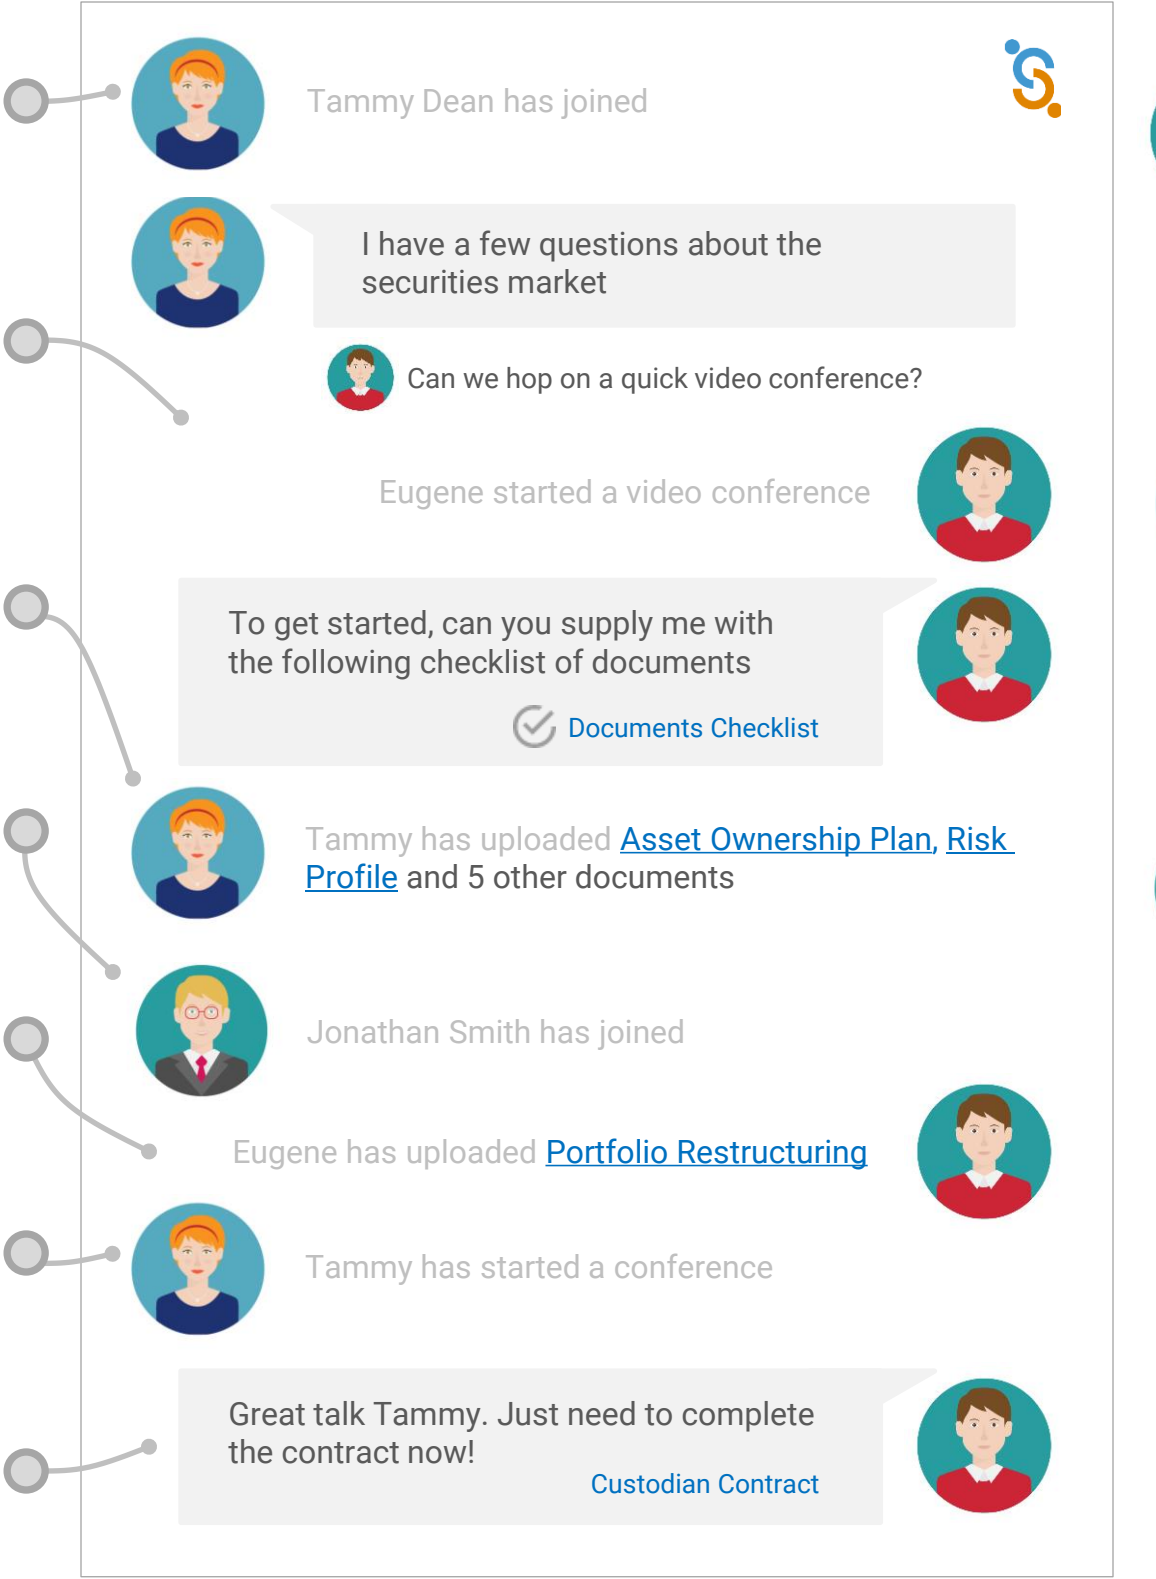 Tammy Dean has joined
I have a few questions about the
securities market
Can we hop on a quick video conference?
Eugene started a video conference
To get started, can you supply me with
the following checklist of documents
Documents Checklist
Tammy has uploaded Asset Ownership Plan, Risk
Profile and 5 other documents
Jonathan Smith has joined
Eugene has uploaded Portfolio Restructuring
Tammy has started a conference
Great talk Tammy. Just need to complete
the contract now!
Custodian Contract